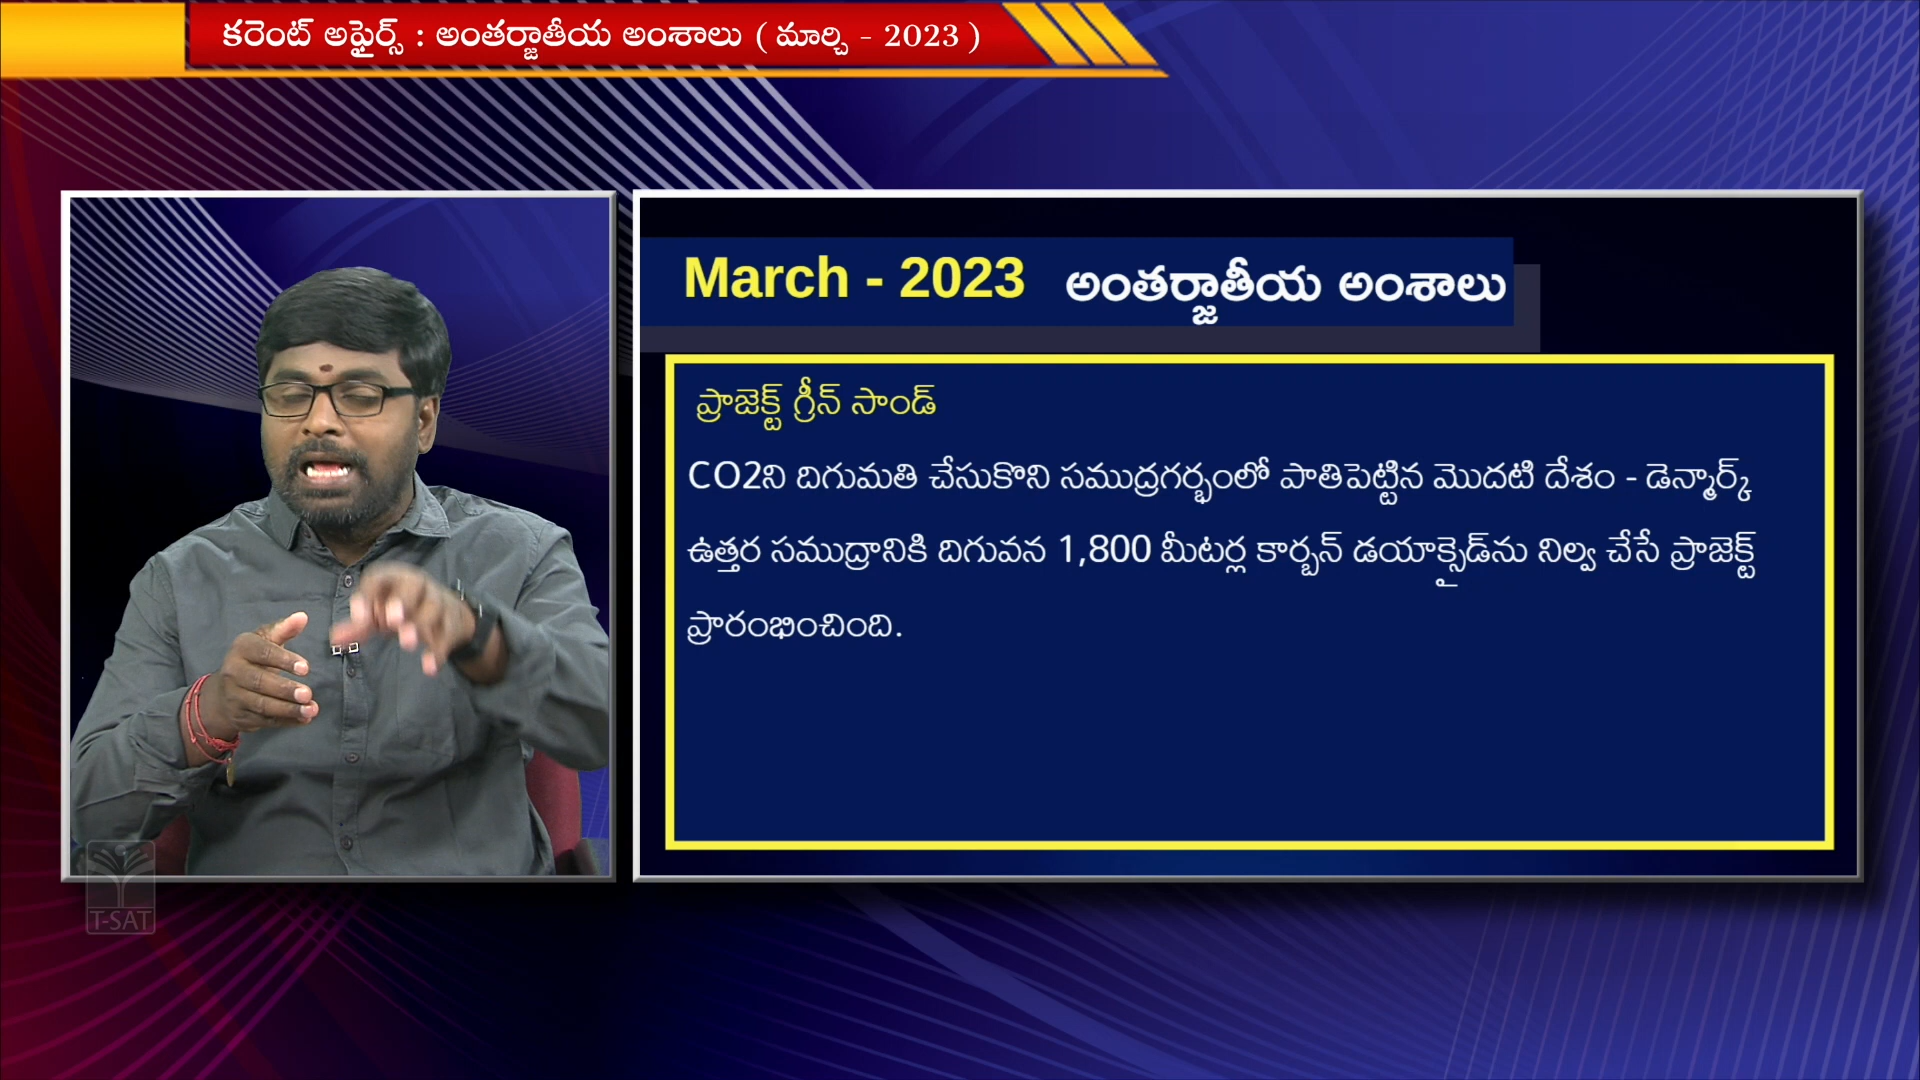 కరెంట్ అఫైర్స్ : అంతర్జాతీయ అంశాలు ( మార్చి - 2023 )
March - 2023 అంతర్జాతీయ అంశాలు
ప్రాజెక్ట్ గ్రీన్ సాండ్
CO2ని దిగుమతి చేసుకొని సముద్రగర్భంలో పాతిపెట్టిన మొదటి దేశం - డెన్మార్క్
ఉత్తర సముద్రానికి దిగువన 1,800 మీటర్ల కార్బన్ డయాక్సైడ్‌ను నిల్వ చేసే ప్రాజెక్ట్
ప్రారంభించింది.
T-SAT